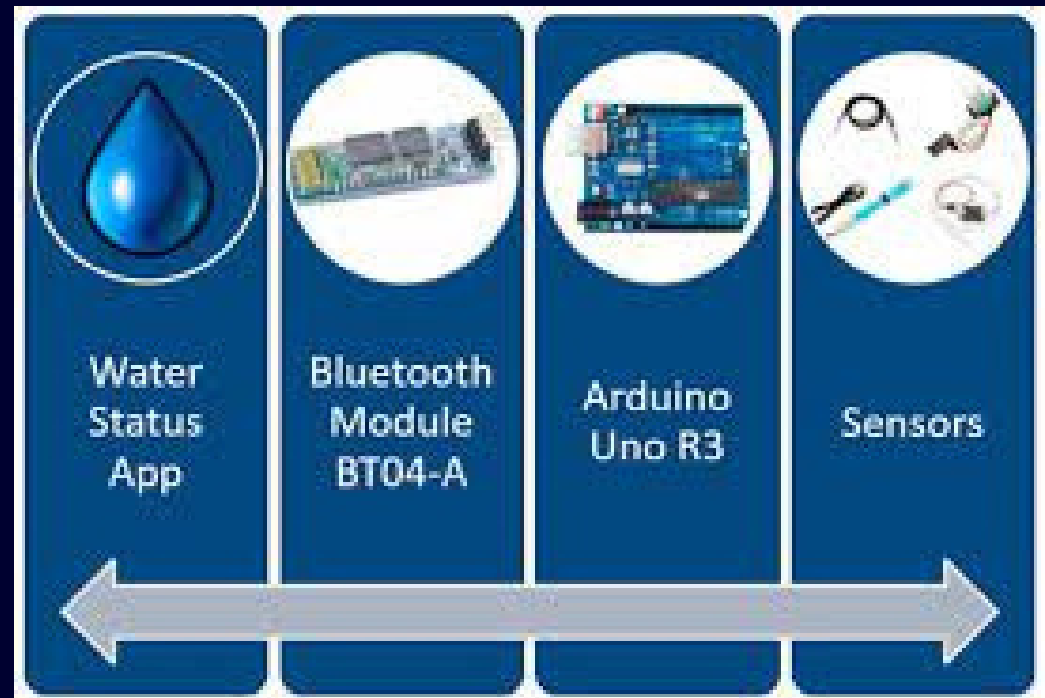 Water
Status
App
Bluetooth
Module
BT04-A
Arduino
Uno R3
Sensors